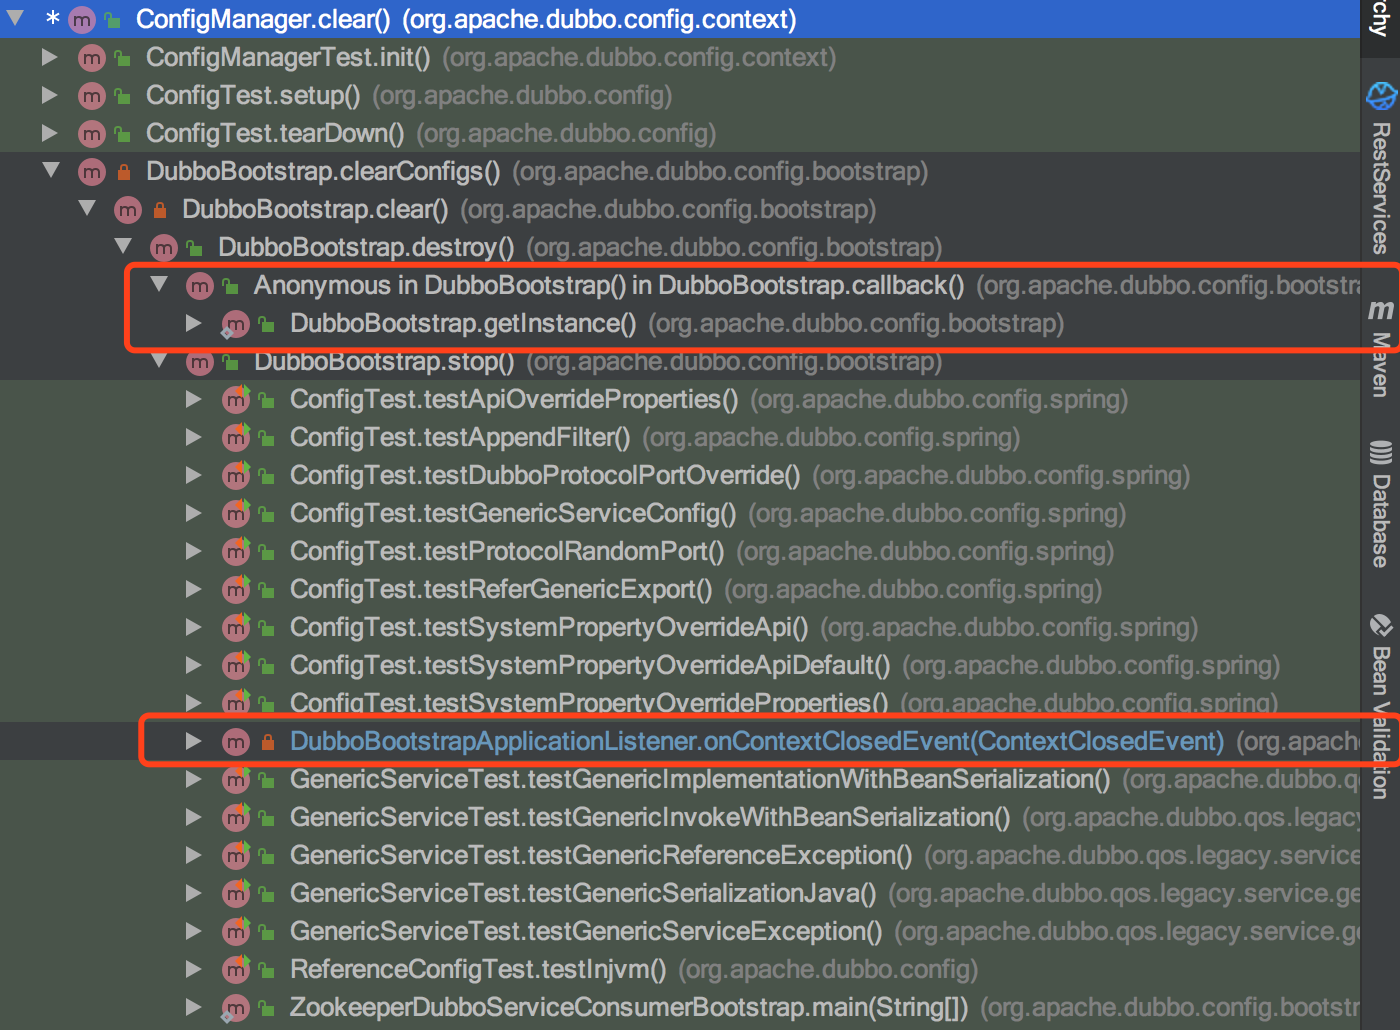 * m ConfigManager.clear() (org.apache.dubbo.config.context)
m ConfigManagerTest.init() (org.apache.dubbo.config.context)
m ConfigTest.setup() (org.apache.dubbo.config)
m ConfigTest.tearDown() (org.apache.dubbo.config)
m DubboBootstrap.clearConfigs() (org.apache.dubbo.config.bootstrap)
m DubboBootstrap.clear() (org.apache.dubbo.config.bootstrap)
m DubboBootstrap.destroy() (org.apache.dubbo.config.bootstrap)
m Anonymous in DubboBootstrap() in DubboBootstrap.callback() (org.apache.dubbo.config.bootstra
m DubboBootstrap.getInstance() (org.apache.dubbo.config.bootstrap)
m DubboBootstrap.stop() (org.apache.dubbo.config.bootstrap)
m ConfigTest.testApiOverrideProperties() (org.apache.dubbo.config.spring)
m ConfigTest.testAppendFilter() (org.apache.dubbo.config.spring)
m ConfigTest.testDubboProtocolPortOverride() (org.apache.dubbo.config.spring)
m ConfigTest.testGenericServiceConfig() (org.apache.dubbo.config.spring)
m ConfigTest.testProtocolRandomPort() (org.apache.dubbo.config.spring)
m ConfigTest.testReferGenericExport() (org.apache.dubbo.config.spring)
m ConfigTest.testSystemPropertyOverrideApi() (org.apache.dubbo.config.spring)
m ConfigTest.testSystemPropertyOverrideApiDefault() (org.apache.dubbo.config.spring)
m ConfigTest.testSystemPropertyOverrideProperties() (org.apache.dubbo.config.spring)
m DubboBootstrapApplicationListener.onContextClosedEvent(ContextClosedEvent) (org.apache
m GenericServiceTest.testGenericImplementationWithBeanSerialization() (org.apache.dubbo.qo
m GenericServiceTest.testGenericInvokeWithBeanSerialization() (org.apache.dubbo.qos.legacy
m GenericServiceTest.testGenericReferenceException() (org.apache.dubbo.qos.legacy.service
m GenericServiceTest.testGenericSerializationJava() (org.apache.dubbo.qos.legacy.service.ge
m GenericServiceTest.testGenericServiceException() (org.apache.dubbo.qos.legacy.service.ge
m ReferenceConfigTest.testInjvm() (org.apache.dubbo.config)
m ZookeeperDubboServiceConsumerBootstrap.main(String[]) (org.apache.dubbo.config.bootstr
rchy
RestServices
m Maven
Database
Bean Validation